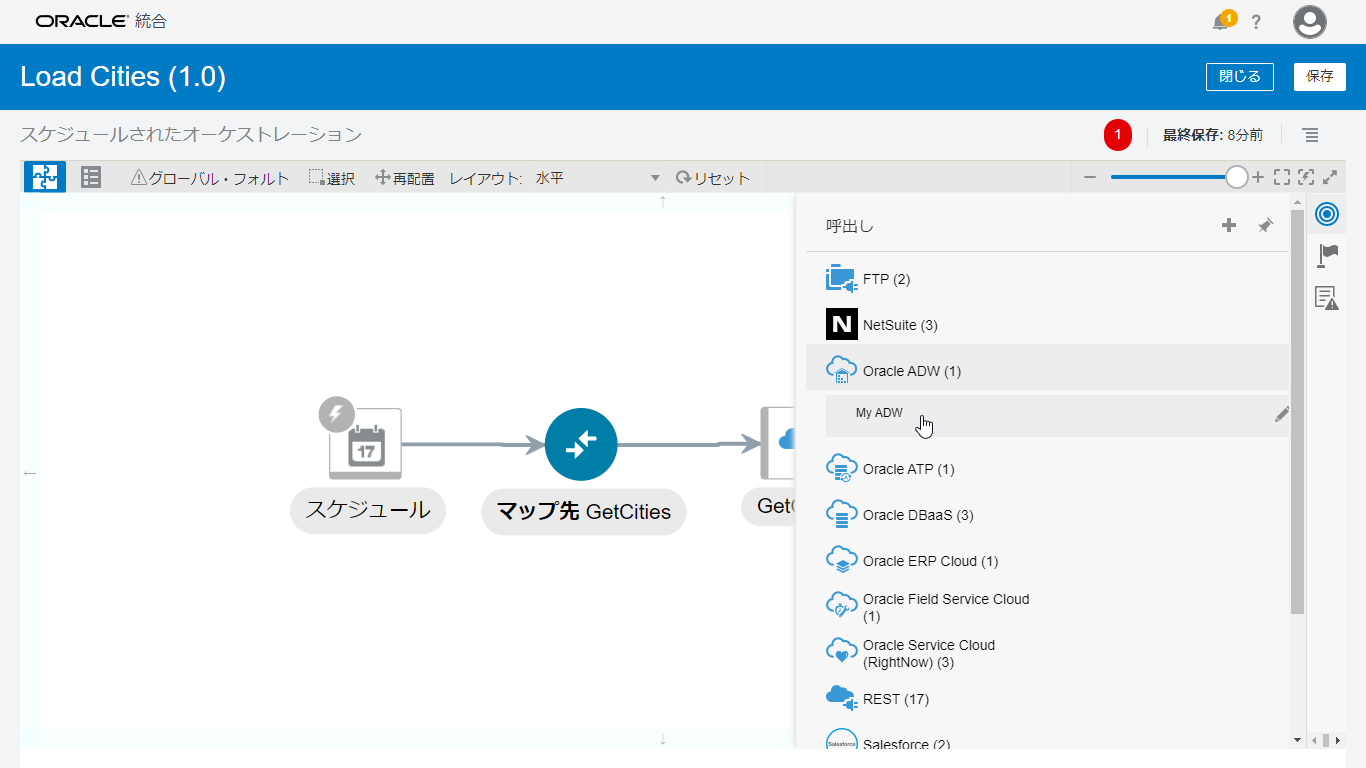 ORACLE 統合
1
?
Load Cities (1.0)
閉じる
保存
スケジュールされたオーケストレーション
1
最終保存: 8分前
グローバル・フォルト
選択
再配置
レイアウト: 水平
リセット
呼出し
FTP (2)
N NetSuite (3)
Oracle ADW (1)
My ADW
17
スケジュール
マップ先 GetCities
Oracle ATP (1)
Oracle DBaaS (3)
Oracle ERP Cloud (1)
Oracle Field Service Cloud
(1)
Oracle Service Cloud
(RightNow) (3)
REST (17)
Salesforce Salesforce (2)